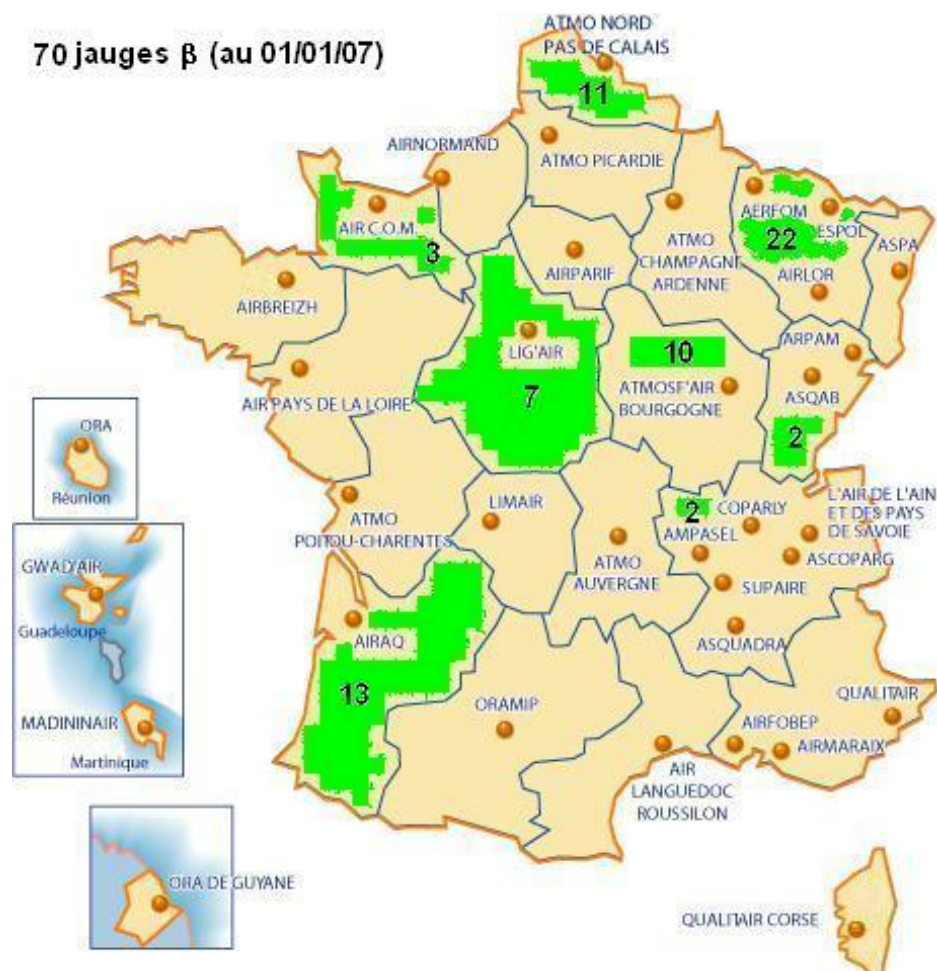 70 jauges β (au 01/01/07)
ATMO NORD
PAS DE CALAIS
11
AIRNORMAND
ATMO PICARDIE
AERFOM
ESPOL
22
ASPA
AIR C.O.M.
3
AIRPARIF
ATMO
CHAMPAGNE
ARDENNE
AIRLOR
AIRBREIZH
LIG'AIR
10
ARPAM
7
ATMOSF'AIR
BOURGOGNE
ASQAB
AIR PAYS DE LA LOIRE
2
ORA
Réunion
ATMO
POITOU-CHARENTES
LIMAIR
2
COPARLY
AMPASEL
L'AIR DE L'AIN
ET DES PAYS
DE SAVOIE
ATMO
AUVERGNE
ASCOPARG
SUPAIRE
GWAD'AIR
Guadeloupe
AIRAQ
ASQUADRA
13
ORAMIP
QUALITAIR
MADININAIR
Martinique
AIRFOBEP
AIRMARAIX
AIR
LANGUEDOC
ROUSSILON
ORA DE GUYANE
QUALITAIR CORSE